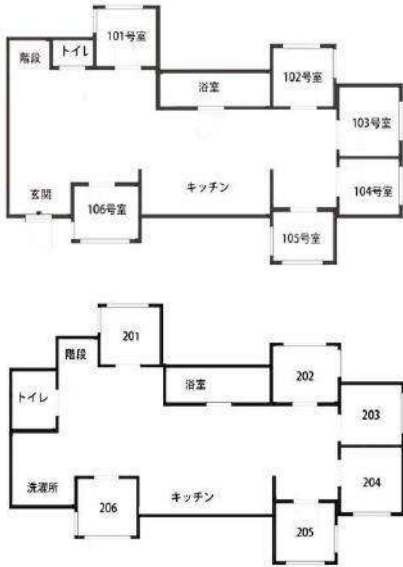 101号室
階段
トイレ
102号室
浴室
103号室
キッチン
104号室
玄関
106号室
105号室
201
階段
202
浴室
トイレ
203
204
洗濯所
キッチン
206
205